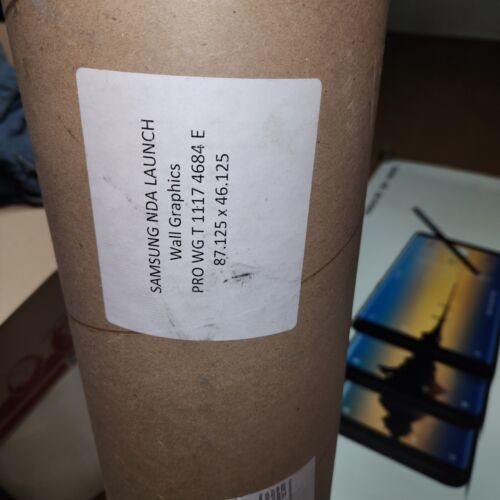 SAMSUNG NDA LAUNCH
Wall Graphics
PRO WG T 1117 4684 E
87.125 x 46.125